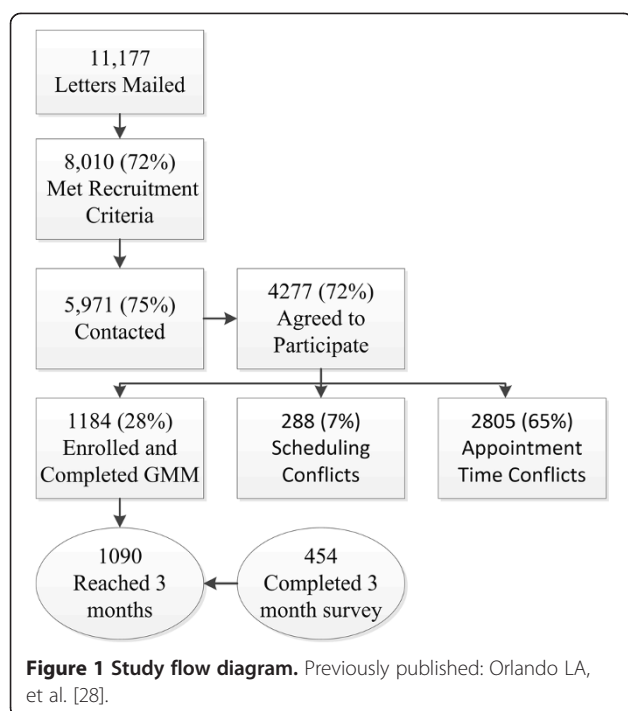 11,177
Letters Mailed
8,010 (72%)
Met Recruitment
Criteria
5,971 (75%)
Contacted
4277 (72%)
Agreed to
Participate
1184 (28%)
Enrolled and
Completed GMM
288 (7%)
Scheduling
Conflicts
2805 (65%)
Appointment
Time Conflicts
1090
Reached 3
months
454
Completed 3
month survey
Figure 1 Study flow diagram. Previously published: Orlando LA,
et al. [28].